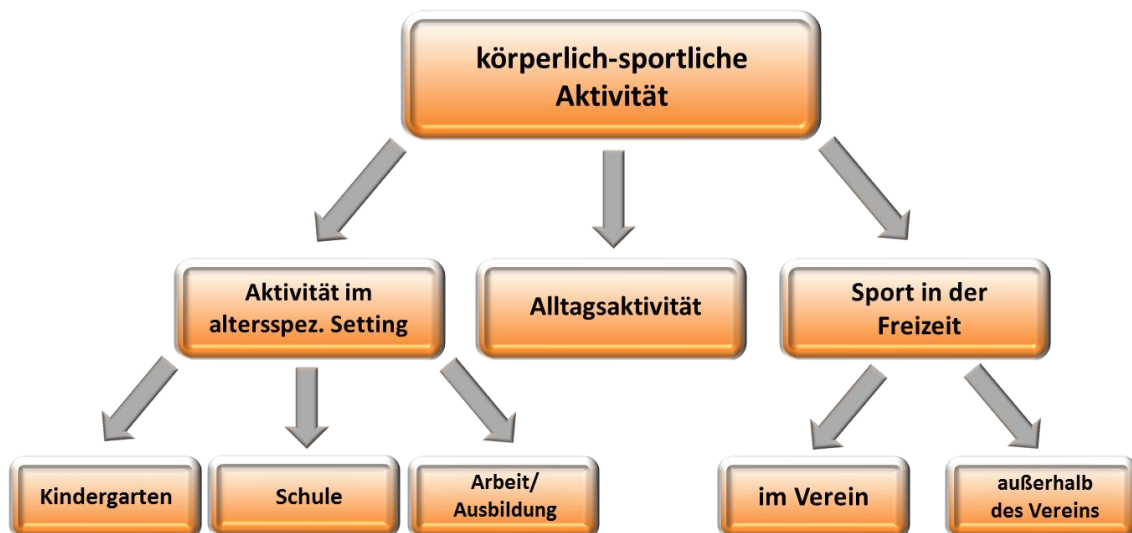 körperlich-sportliche
Aktivität
Aktivität im
altersspez. Setting
Alltagsaktivität
Sport in der
Freizeit
Kindergarten
Schule
Arbeit/
Ausbildung
im Verein
außerhalb
des Vereins